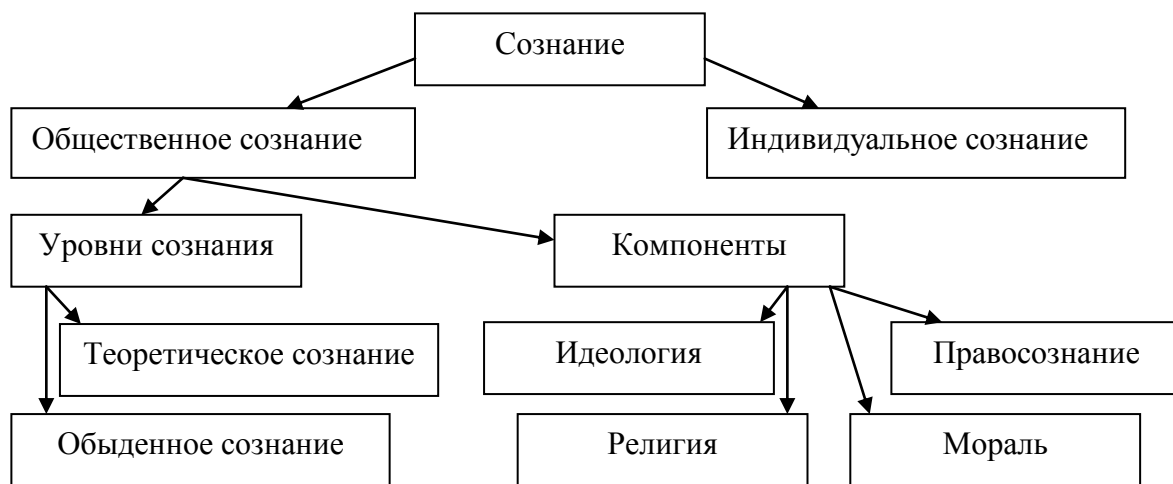 Сознание
Общественное сознание
Индивидуальное сознание
Уровни сознания
Компоненты
Теоретическое сознание
Идеология
Правосознание
Обыденное сознание
Религия
Мораль